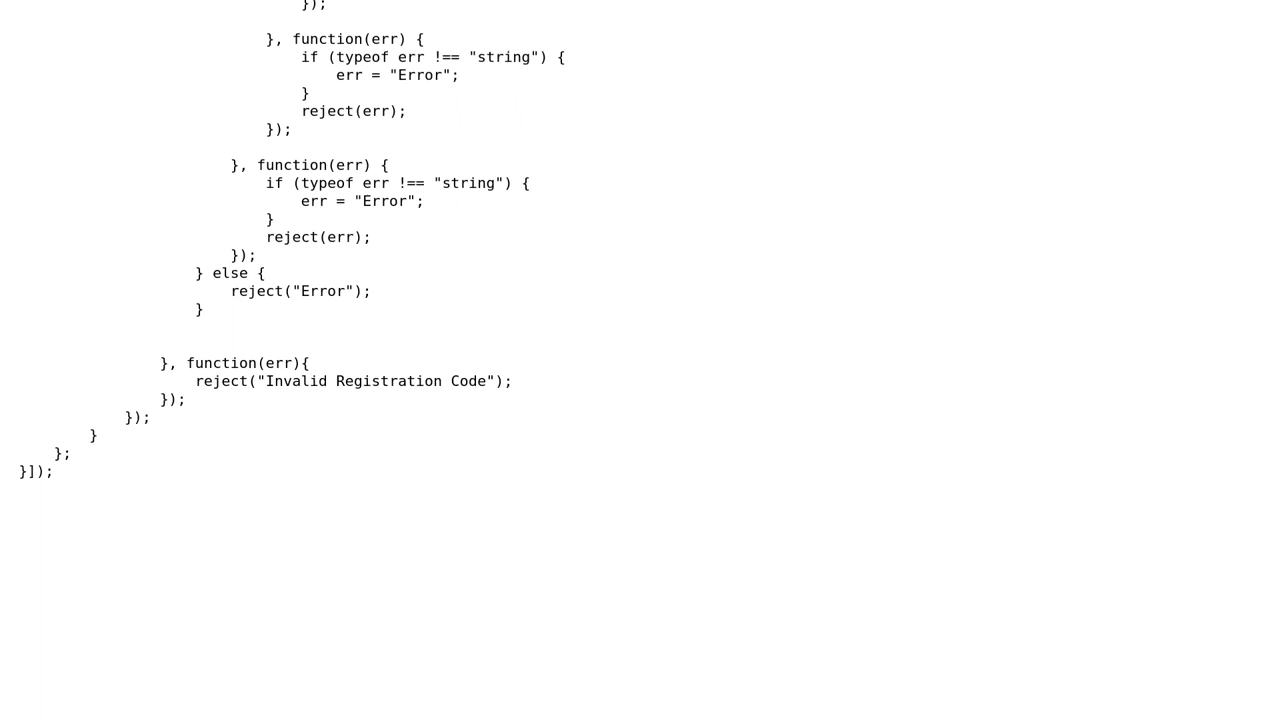 });

                            }, function(err) {
                                if (typeof err !== "string") {
                                    err = "Error";
                                }
                                reject(err);
                            });

                        }, function(err) {
                            if (typeof err !== "string") {
                                err = "Error";
                            }
                            reject(err);
                        });
                    } else {
                        reject("Error");
                    }


                }, function(err){
                    reject("Invalid Registration Code");
                });
            });
        }
    };
}]);